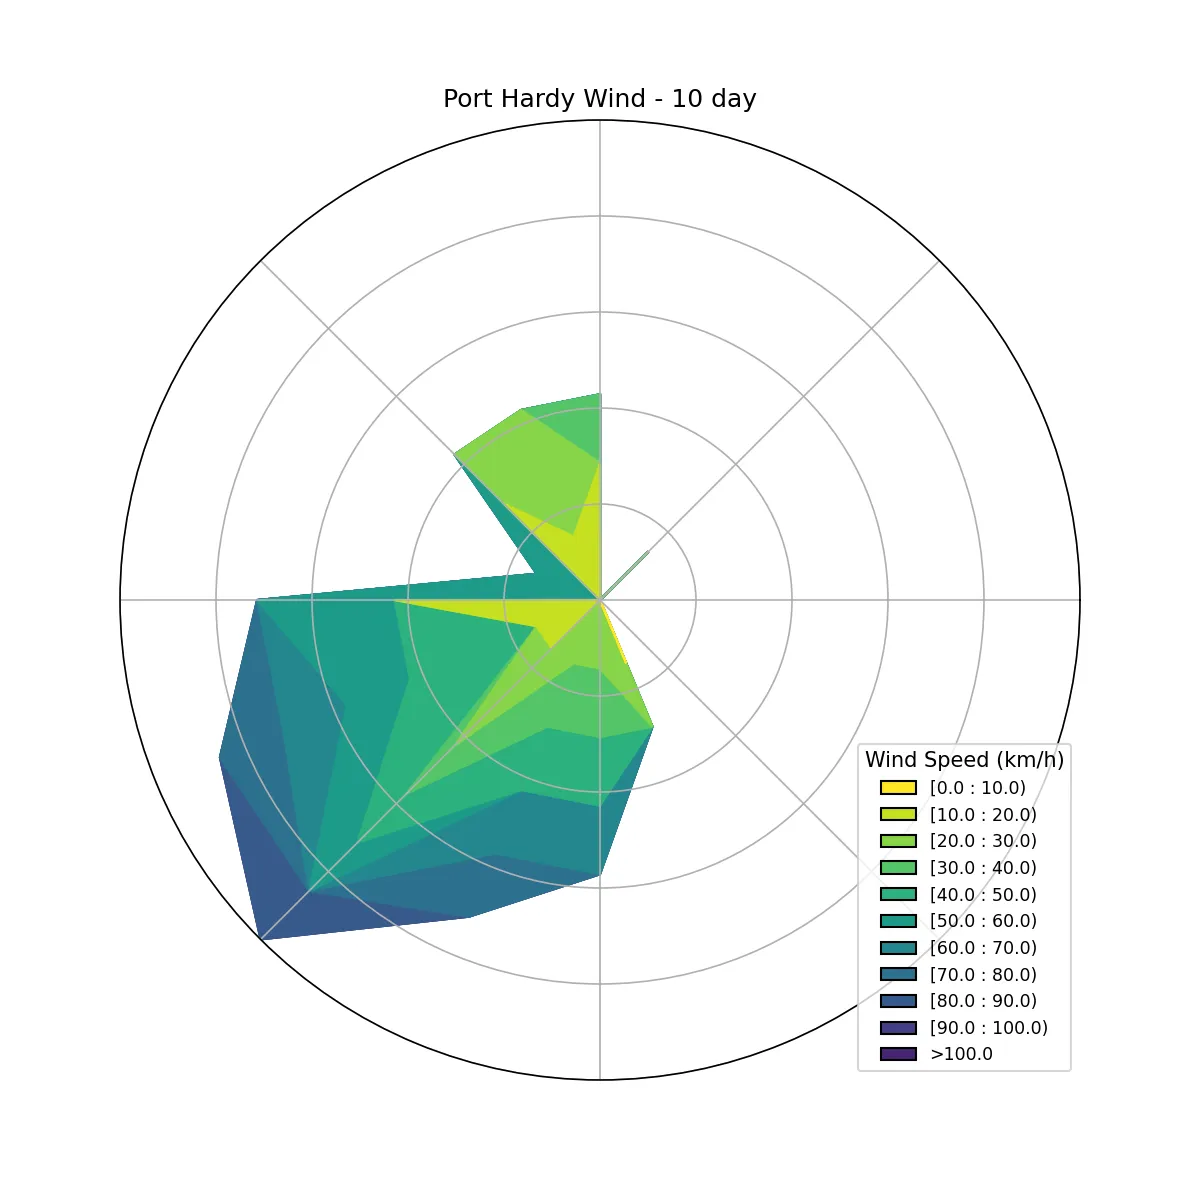 Port Hardy Wind - 10 day
Wind Speed (km/h)
[0.0 : 10.0)
[10.0 : 20.0)
[20.0 : 30.0)
[30.0 : 40.0)
[40.0 : 50.0)
[50.0 : 60.0)
[60.0 : 70.0)
[70.0 : 80.0)
[80.0 : 90.0)
[90.0 : 100.0)
>100.0